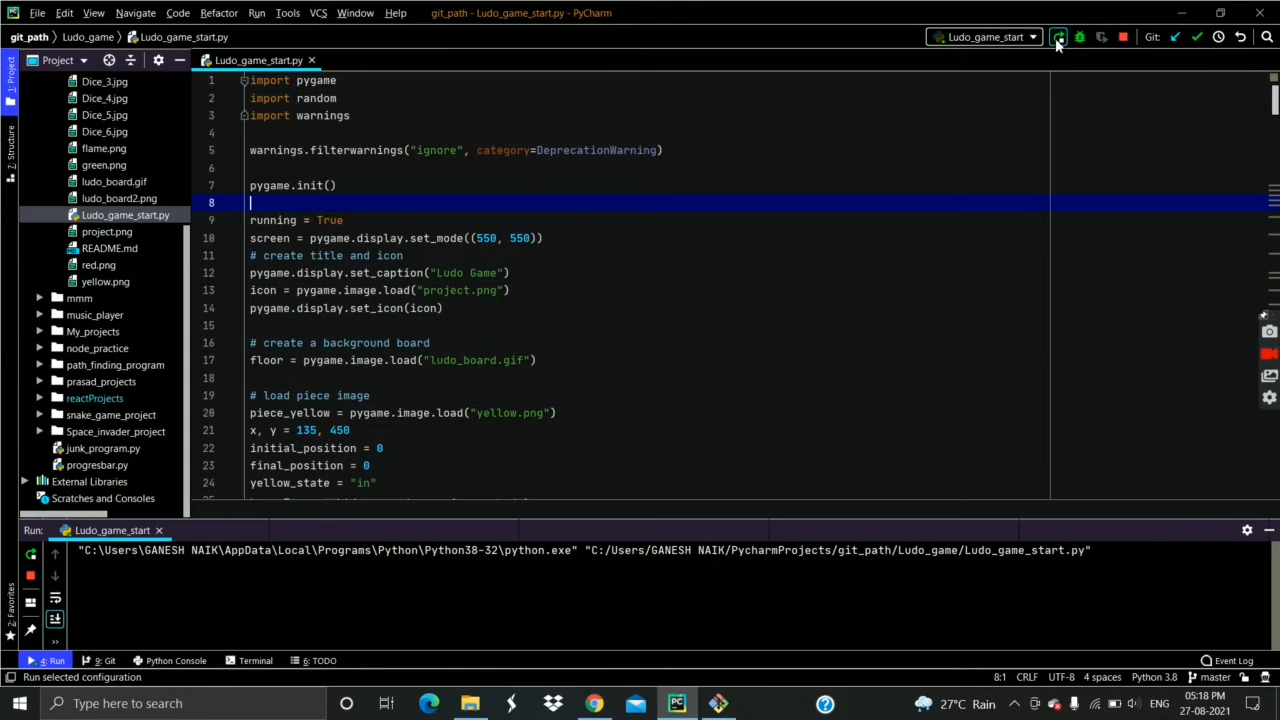 File Edit View Navigate Code Refactor Run Tools VCS Window Help git_path - Ludo_game_start.py - PyCharm
git_path Ludo_game Ludo_game_start.py Ludo_game_start Git:
1: Project
Project
Ludo_game_start.py
Dice_3.jpg
Dice_4.jpg
Dice_5.jpg
Dice_6.jpg
flame.png
green.png
ludo_board.gif
ludo_board2.png
Ludo_game_start.py
project.png
README.md
red.png
yellow.png
mmm
music_player
My_projects
node_practice
path_finding_program
prasad_projects
reactProjects
snake_game_project
Space_invader_project
junk_program.py
progresbar.py
External Libraries
Scratches and Consoles
7: Structure
2: Favorites
1 import pygame
2 import random
3 import warnings
4
5 warnings.filterwarnings("ignore", category=DeprecationWarning)
6
7 pygame.init()
8
9 running = True
10 screen = pygame.display.set_mode((550, 550))
11 # create title and icon
12 pygame.display.set_caption("Ludo Game")
13 icon = pygame.image.load("project.png")
14 pygame.display.set_icon(icon)
15
16 # create a background board
17 floor = pygame.image.load("ludo_board.gif")
18
19 # load piece image
20 piece_yellow = pygame.image.load("yellow.png")
21 x, y = 135, 450
22 initial_position = 0
23 final_position = 0
24 yellow_state = "in"
Run: Ludo_game_start
"C:\Users\GANESH NAIK\AppData\Local\Programs\Python\Python38-32\python.exe" "C:/Users/GANESH NAIK/PycharmProjects/git_path/Ludo_game/Ludo_game_start.py"
4: Run 9: Git Python Console Terminal 6: TODO Event Log
Run selected configuration 8:1 CRLF UTF-8 4 spaces Python 3.8 master
Type here to search 27°C Rain ENG 05:18 PM
27-08-2021